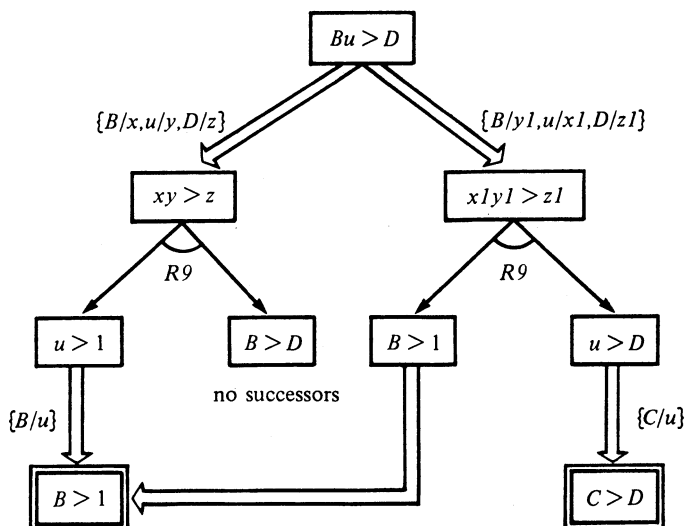 Bu > D
{B/x,u/y,D/z}
{B/y1,u/x1,D/z1}
xy > z
x1y1 > z1
R9
R9
u > 1
B > D
B > 1
u > D
no successors
{B/u}
{C/u}
B > 1
C > D